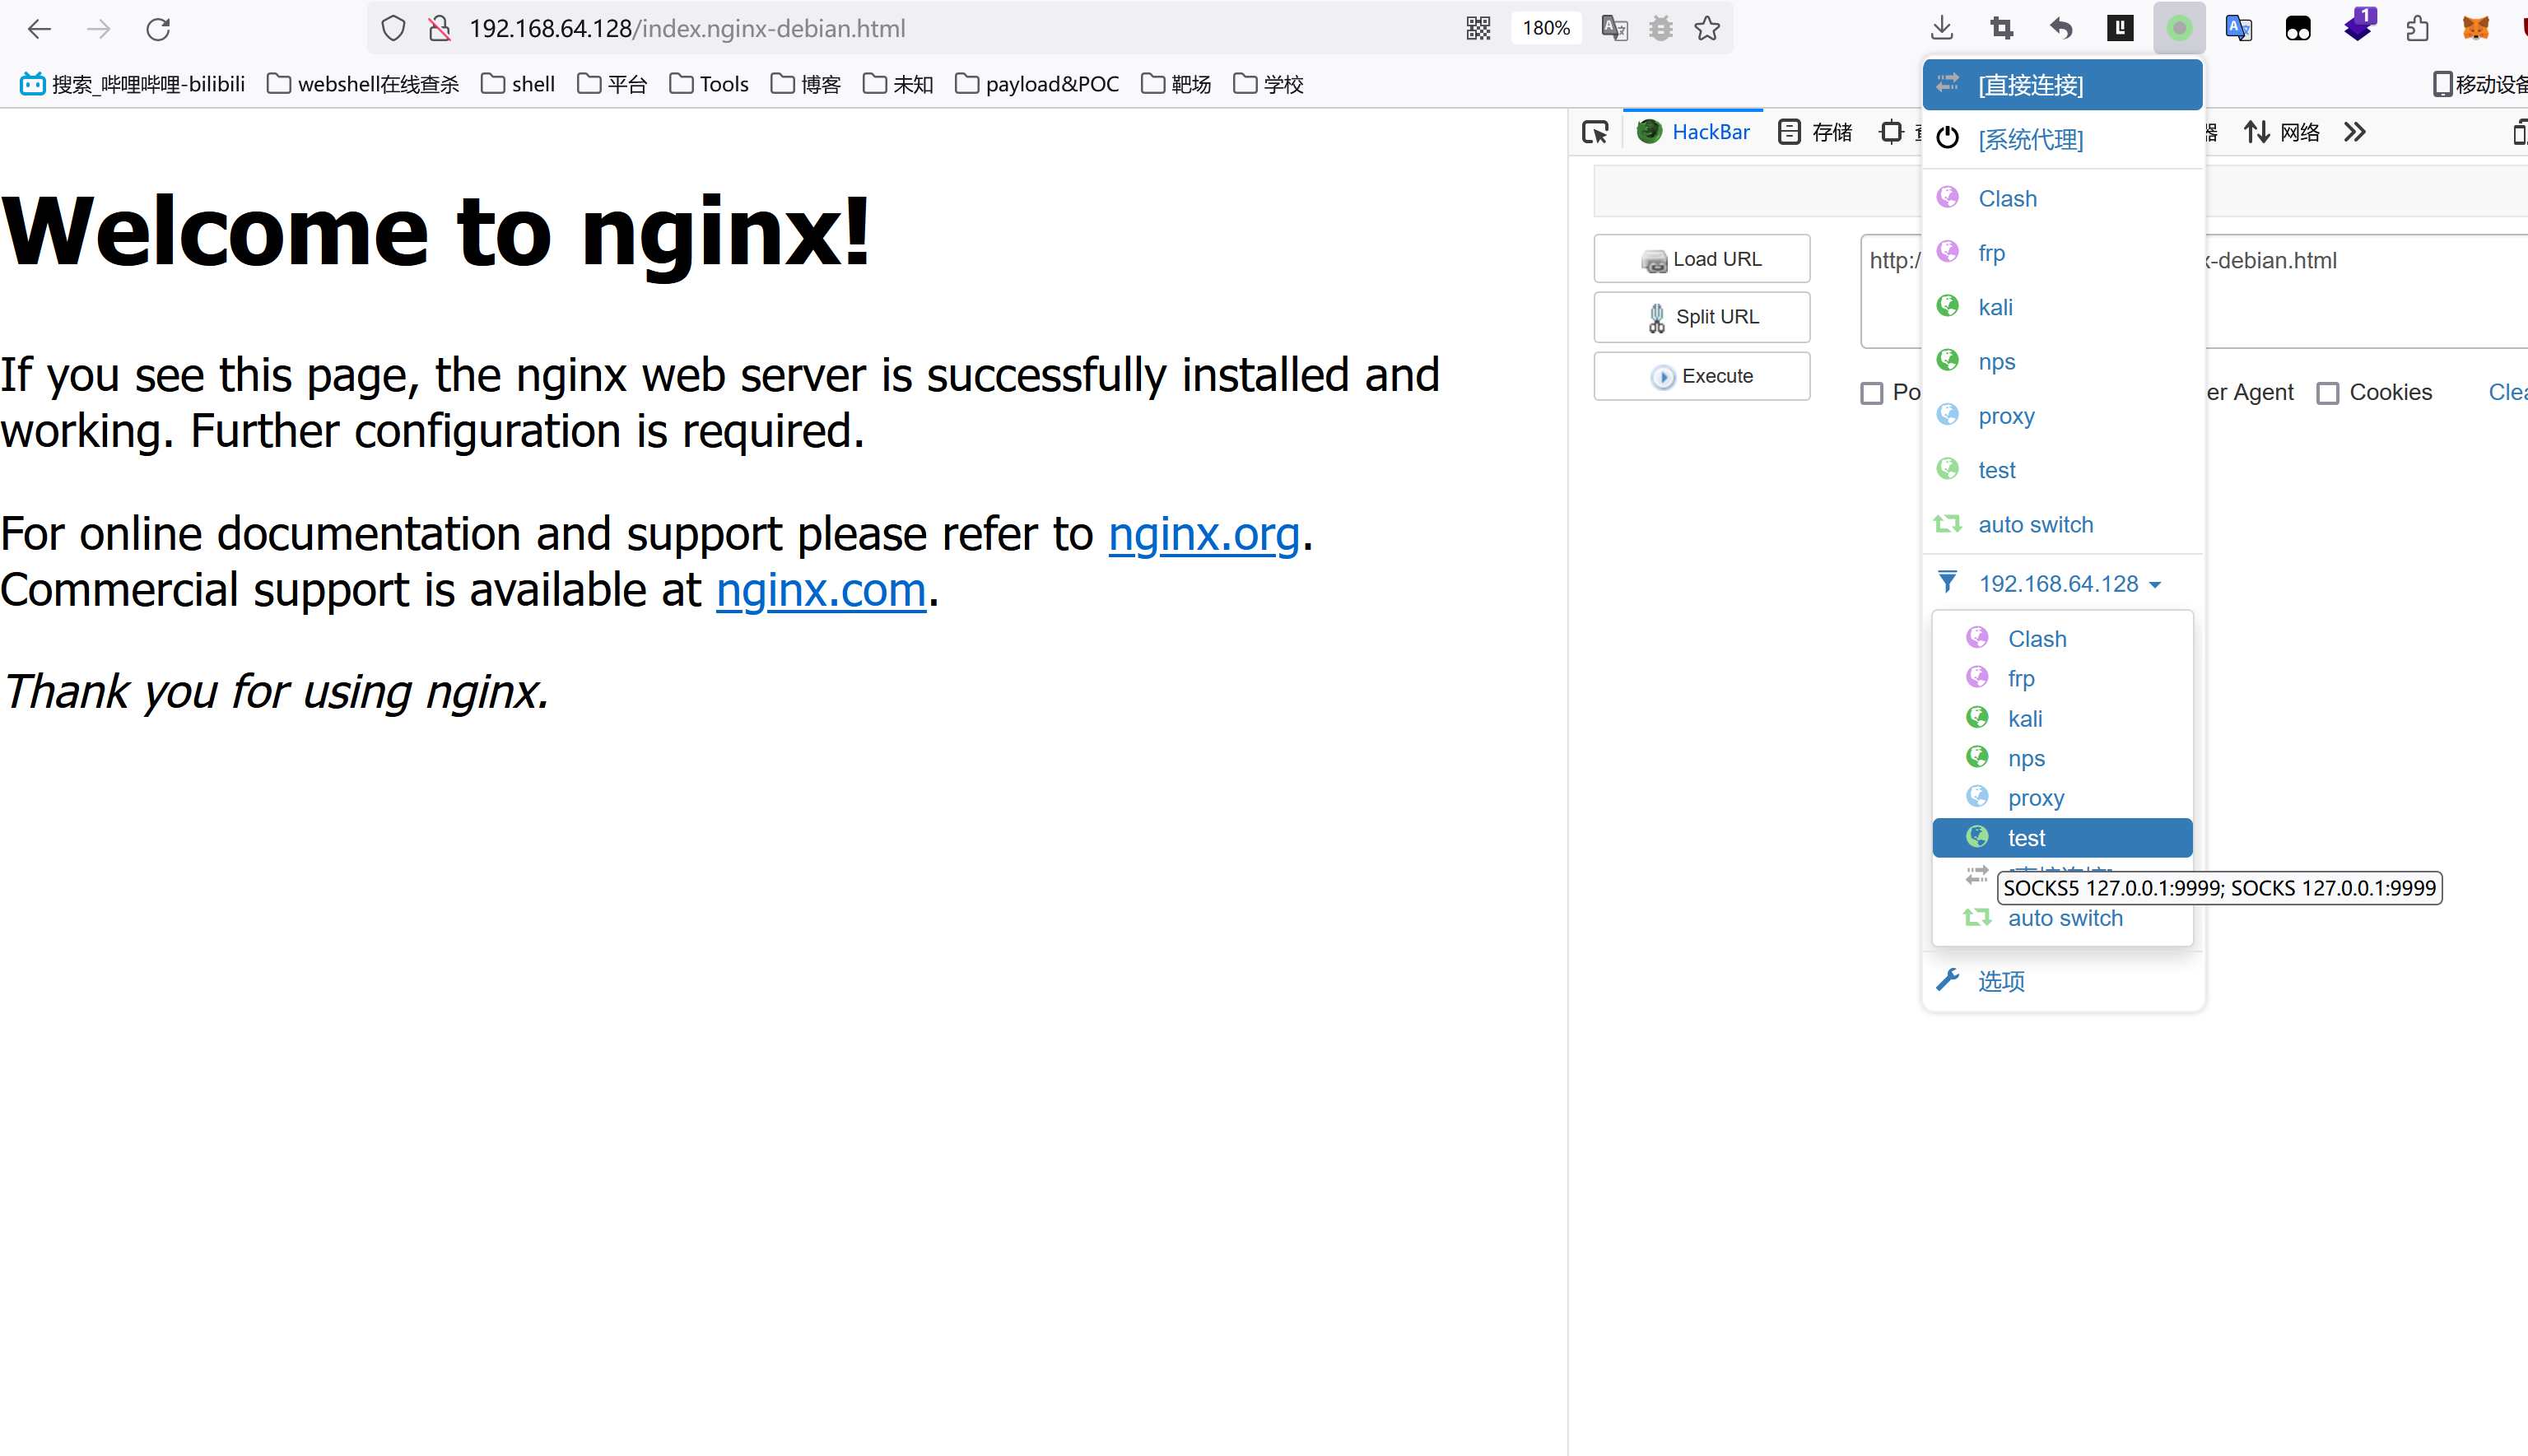 192.168.64.128/index.nginx-debian.html
180%
1
搜索_哔哩哔哩-bilibili
webshell在线查杀
shell
平台
Tools
博客
未知
payload&POC
靶场
学校
移动设备
Welcome to nginx!
If you see this page, the nginx web server is successfully installed and
working. Further configuration is required.
For online documentation and support please refer to nginx.org.
Commercial support is available at nginx.com.
Thank you for using nginx.
HackBar
存储
器
网络
Load URL
Split URL
Execute
http:/
x-debian.html
Po
er Agent
Cookies
Clea
[直接连接]
[系统代理]
Clash
frp
kali
nps
proxy
test
auto switch
192.168.64.128
Clash
frp
kali
nps
proxy
test
SOCKS5 127.0.0.1:9999; SOCKS 127.0.0.1:9999
auto switch
选项